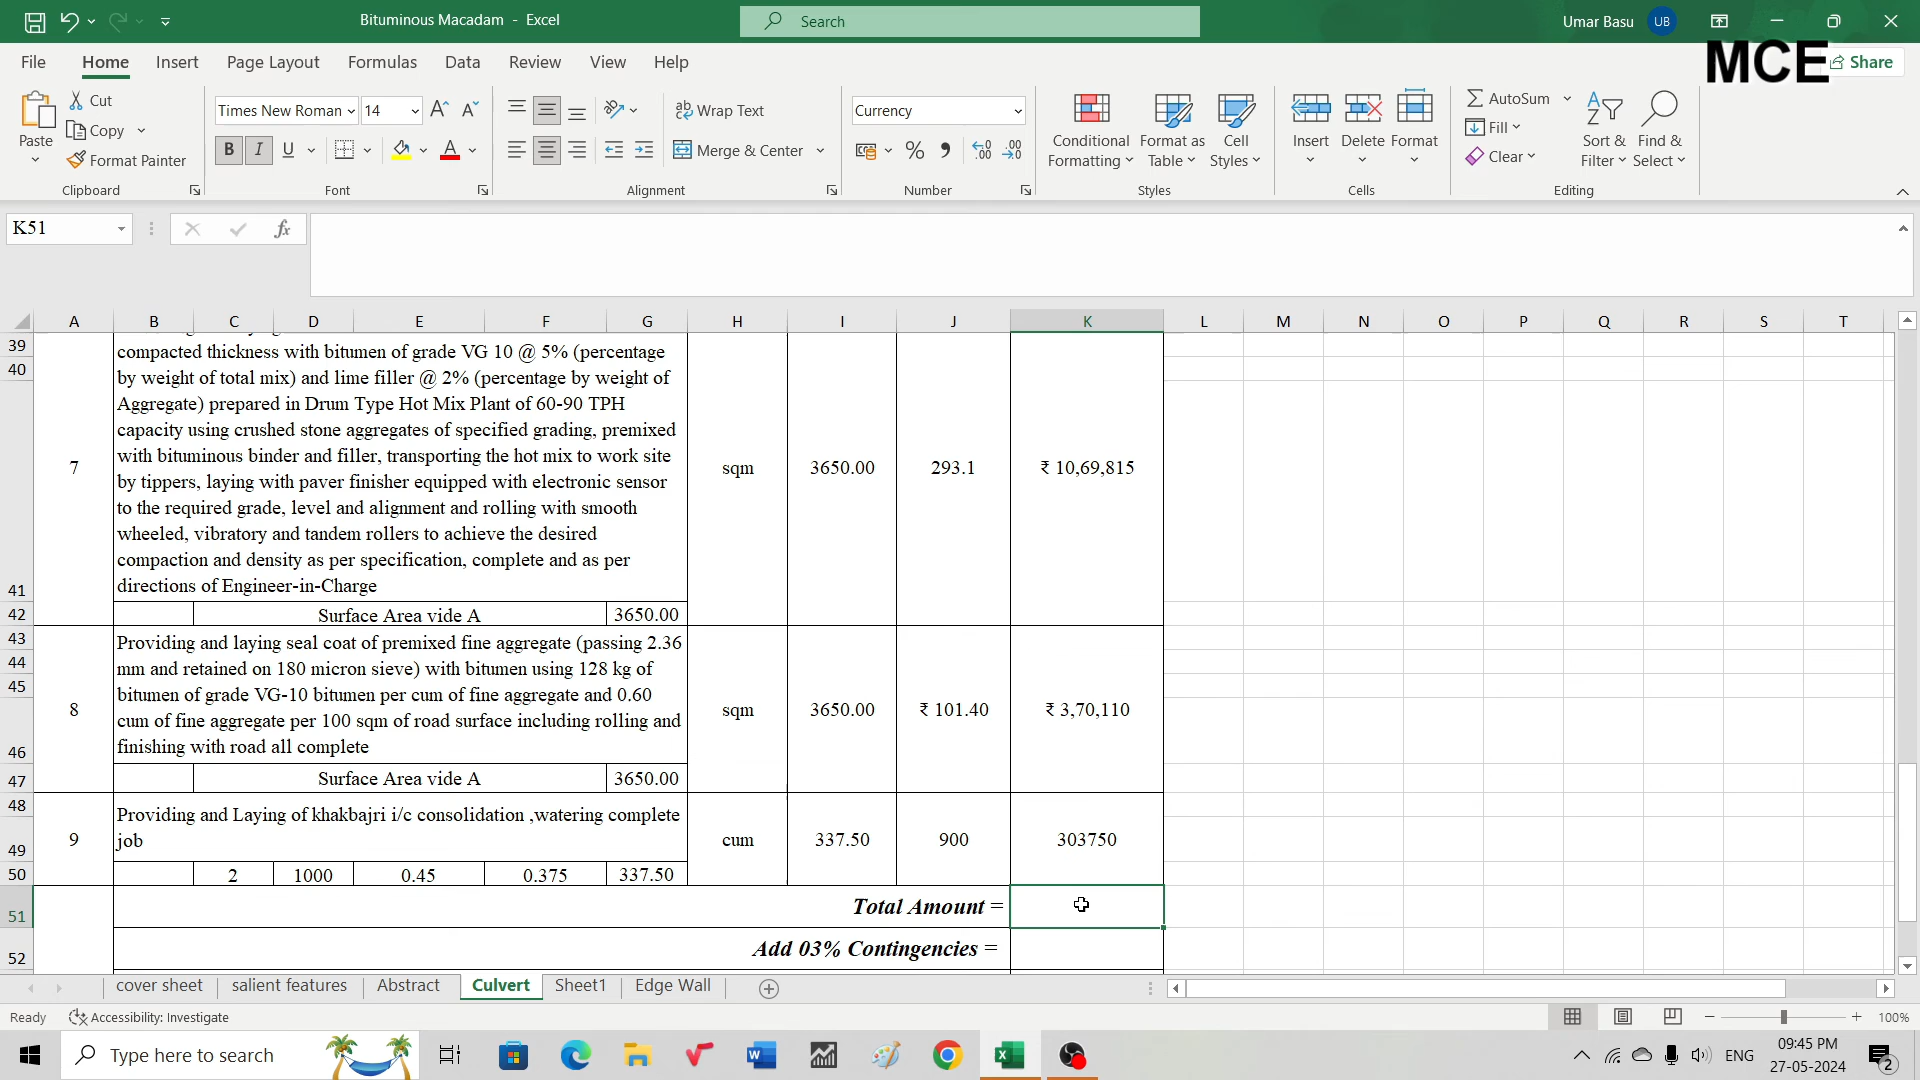 Bituminous Macadam - Excel
Search
Umar Basu
UB
MCE
File Home Insert Page Layout Formulas Data Review View Help
Share
Paste
Cut
Copy
Format Painter
Clipboard
Times New Roman 14
B I U
Font
Wrap Text
Merge & Center
Alignment
Currency
Number
Conditional Formatting
Format as Table
Cell Styles
Styles
Insert Delete Format
Cells
AutoSum
Fill
Clear
Sort & Filter
Find & Select
Editing
K51
fx
A B C D E F G H I J K L M N O P Q R S T
39
compacted thickness with bitumen of grade VG 10 @ 5% (percentage
40
by weight of total mix) and lime filler @ 2% (percentage by weight of
Aggregate) prepared in Drum Type Hot Mix Plant of 60-90 TPH
capacity using crushed stone aggregates of specified grading, premixed
with bituminous binder and filler, transporting the hot mix to work site
7 sqm 3650.00 293.1 ₹ 10,69,815
by tippers, laying with paver finisher equipped with electronic sensor
to the required grade, level and alignment and rolling with smooth
wheeled, vibratory and tandem rollers to achieve the desired
compaction and density as per specification, complete and as per
41 directions of Engineer-in-Charge
42 Surface Area vide A 3650.00
43 Providing and laying seal coat of premixed fine aggregate (passing 2.36
44 mm and retained on 180 micron sieve) with bitumen using 128 kg of
45 bitumen of grade VG-10 bitumen per cum of fine aggregate and 0.60
8 cum of fine aggregate per 100 sqm of road surface including rolling and sqm 3650.00 ₹ 101.40 ₹ 3,70,110
46 finishing with road all complete
47 Surface Area vide A 3650.00
48 Providing and Laying of khakbajri i/c consolidation ,watering complete
49 9 job cum 337.50 900 303750
50 2 1000 0.45 0.375 337.50
51 Total Amount =
52 Add 03% Contingencies =
cover sheet salient features Abstract Culvert Sheet1 Edge Wall
Ready Accessibility: Investigate 100%
Type here to search
ENG
09:45 PM
27-05-2024
2